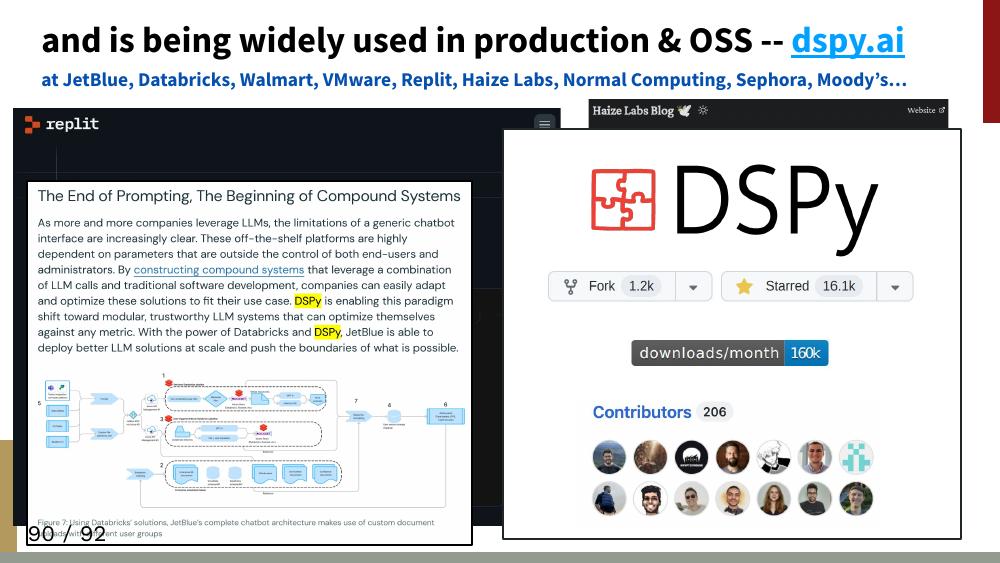 and is being widely used in production & OSS -- dspy.ai
at JetBlue, Databricks, Walmart, VMware, Replit, Haize Labs, Normal Computing, Sephora, Moody's...
replit
Haize Labs Blog
Website
The End of Prompting, The Beginning of Compound Systems
As more and more companies leverage LLMs, the limitations of a generic chatbot
interface are increasingly clear. These off-the-shelf platforms are highly
dependent on parameters that are outside the control of both end-users and
administrators. By constructing compound systems that leverage a combination
of LLM calls and traditional software development, companies can easily adapt
and optimize these solutions to fit their use case. DSPy is enabling this paradigm
shift toward modular, trustworthy LLM systems that can optimize themselves
against any metric. With the power of Databricks and DSPy, JetBlue is able to
deploy better LLM solutions at scale and push the boundaries of what is possible.
1
5
3
7
4
6
2
Figure 7: Using Databricks' solutions, JetBlue's complete chatbot architecture makes use of custom document
uploads with different user groups
90 / 92
DSPy
Fork 1.2k
Starred 16.1k
downloads/month 160k
Contributors 206